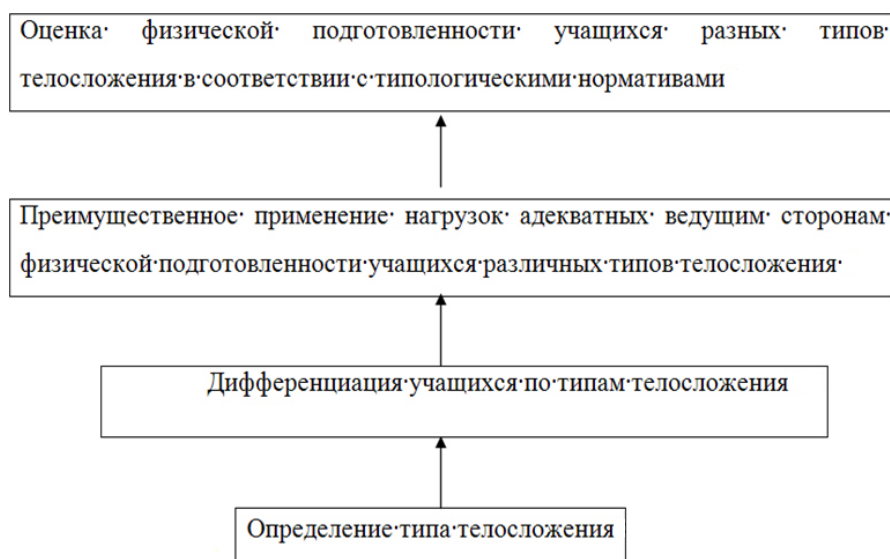 Оценка· физической подготовленности учащихся разных· типов·
телосложения·в·соответствии·с·типологическими·нормативами
Преимущественное· применение· нагрузок· адекватных· ведущим· сторонам·
физической·подготовленности·учащихся·различных·типов·телосложения·
Дифференциация·учащихся·по·типам·телосложения
Определение·типа·телосложения